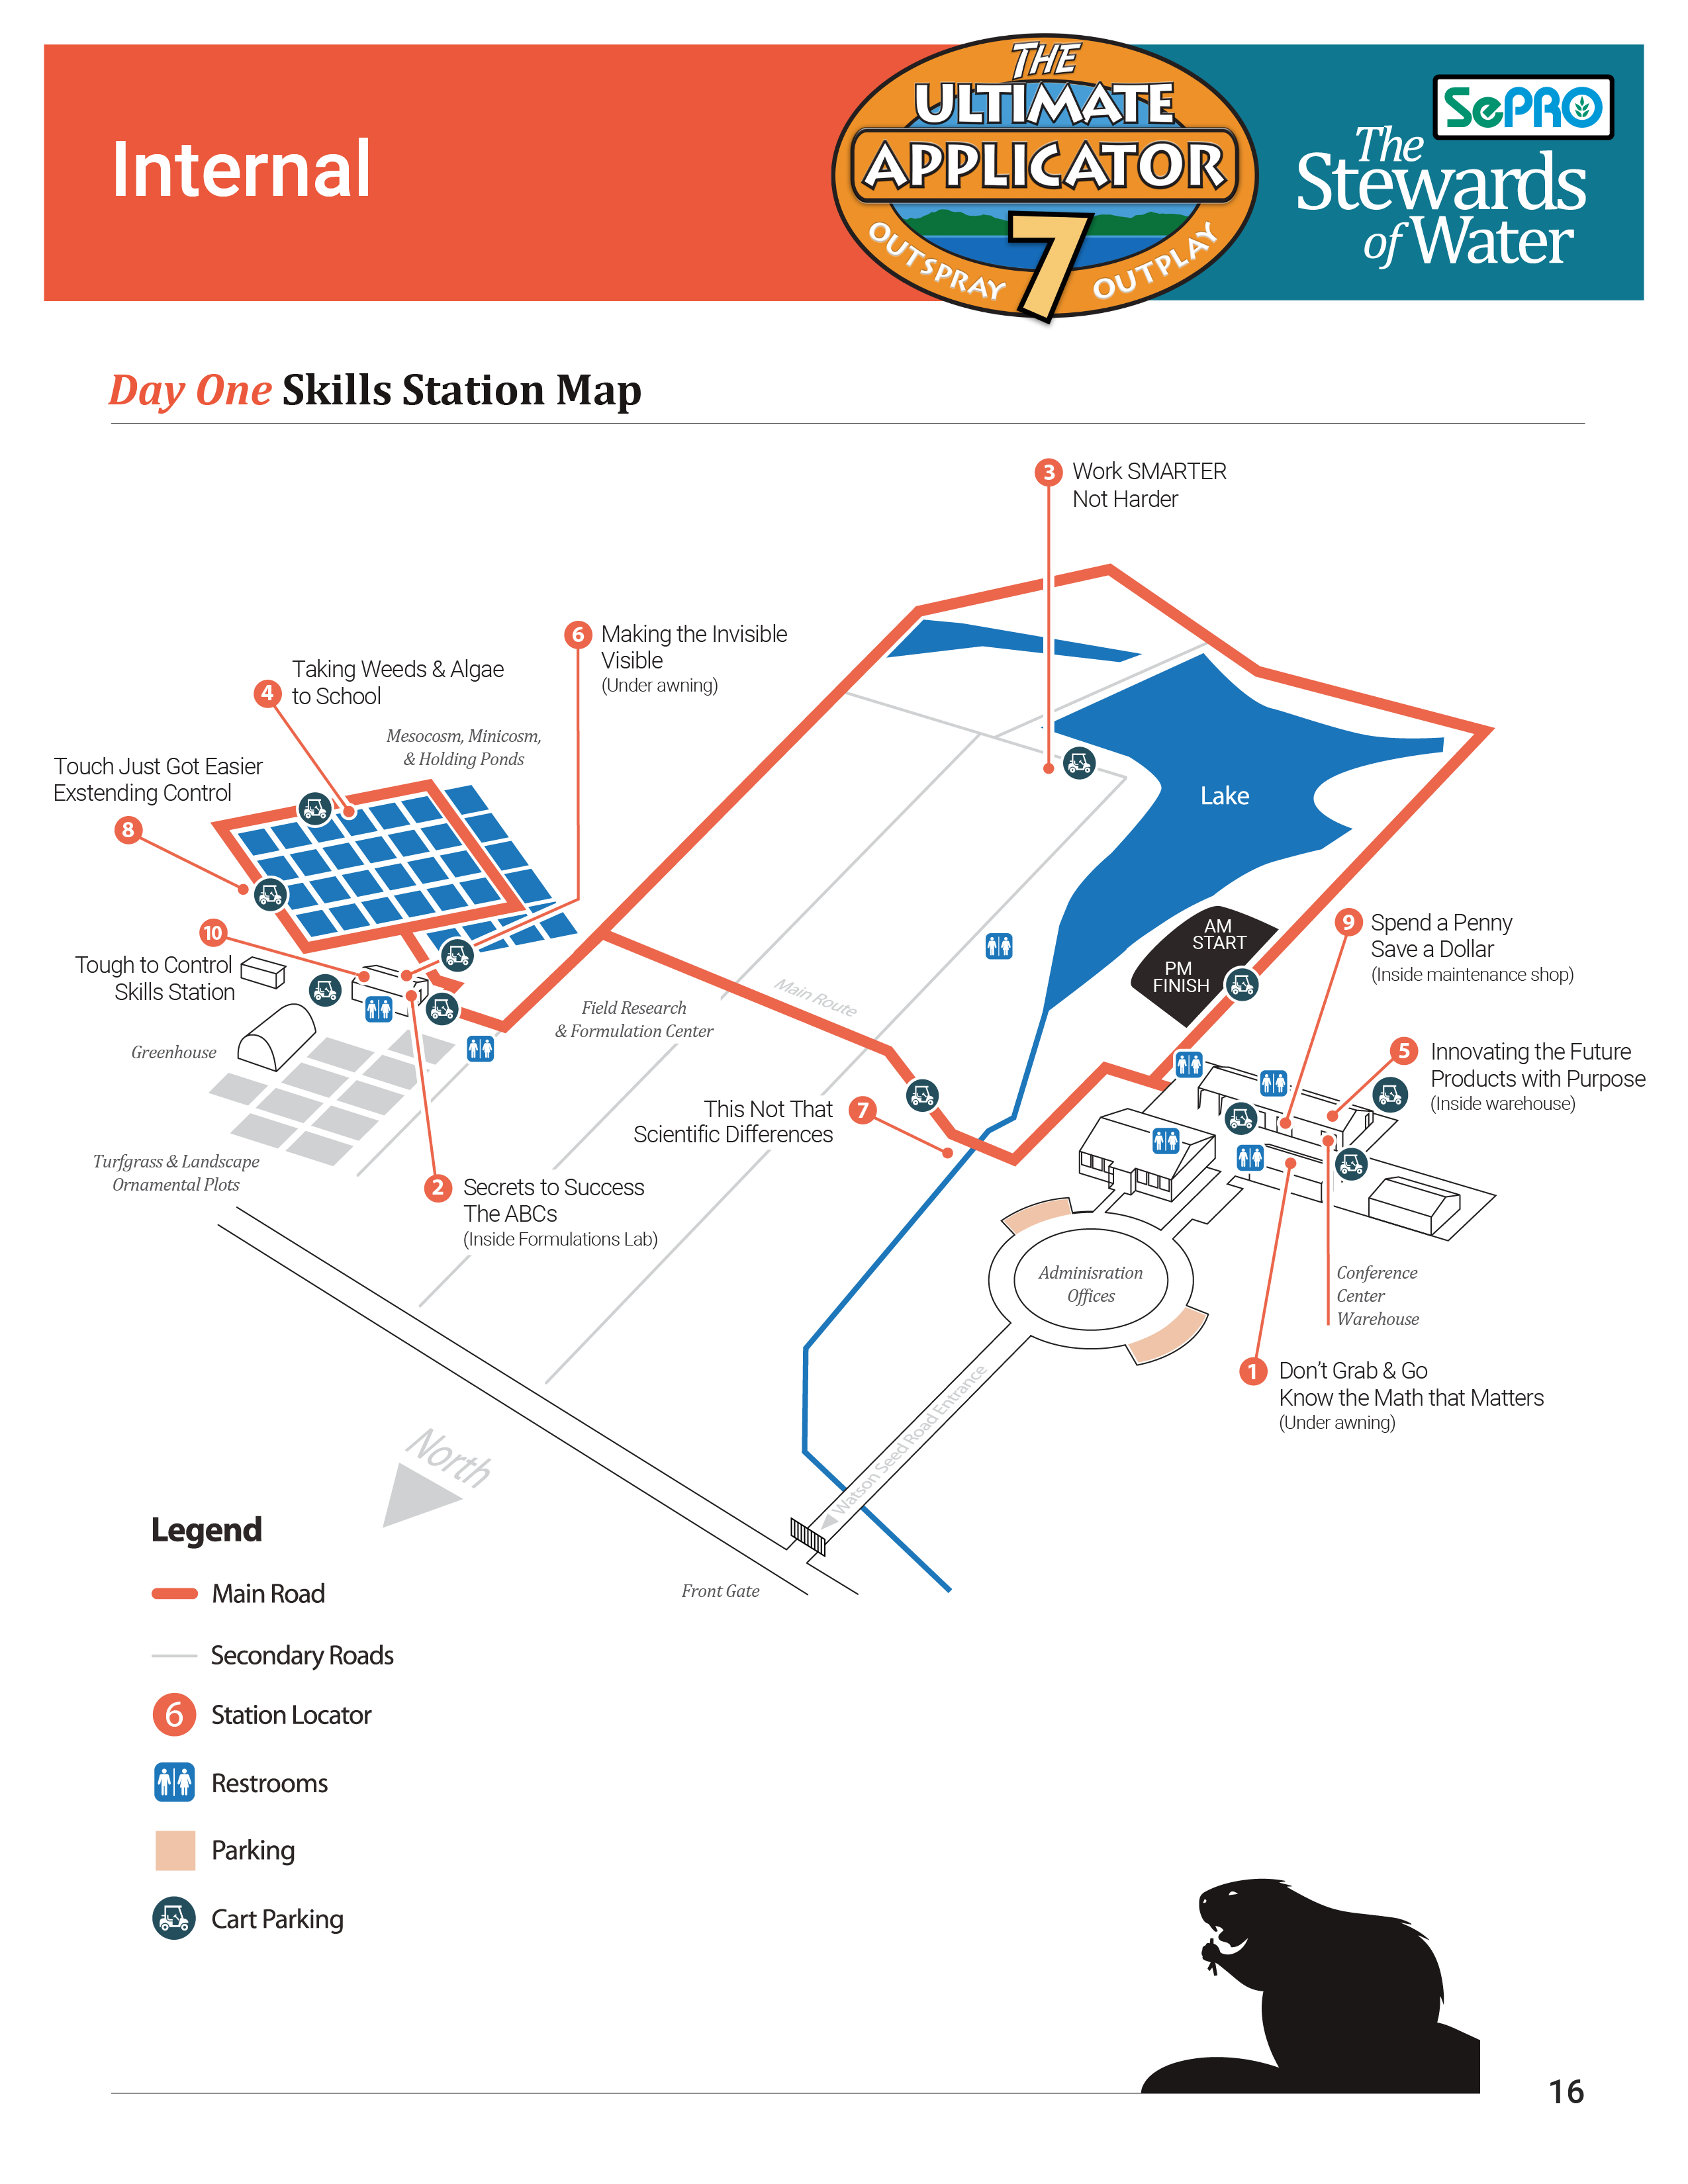 Internal
THE
ULTIMATE
APPLICATOR
7
OUTSPRAY
OUTPLAY
SePRO
The
Stewards
of Water
Day One Skills Station Map
3 Work SMARTER
Not Harder
6 Making the Invisible
Visible
(Under awning)
4 Taking Weeds & Algae
to School
Mesocosm, Minicosm,
& Holding Ponds
Touch Just Got Easier
Exstending Control
8
Lake
AM
START
PM
FINISH
9 Spend a Penny
Save a Dollar
(Inside maintenance shop)
10
Tough to Control
Skills Station
Main Route
Field Research
& Formulation Center
Greenhouse
5 Innovating the Future
Products with Purpose
(Inside warehouse)
This Not That
Scientific Differences
7
Turfgrass & Landscape
Ornamental Plots
2 Secrets to Success
The ABCs
(Inside Formulations Lab)
Adminisration
Offices
Conference
Center
Warehouse
1 Don't Grab & Go
Know the Math that Matters
(Under awning)
Watson Seed Road Entrance
North
Front Gate
Legend
Main Road
Secondary Roads
6 Station Locator
Restrooms
Parking
Cart Parking
16